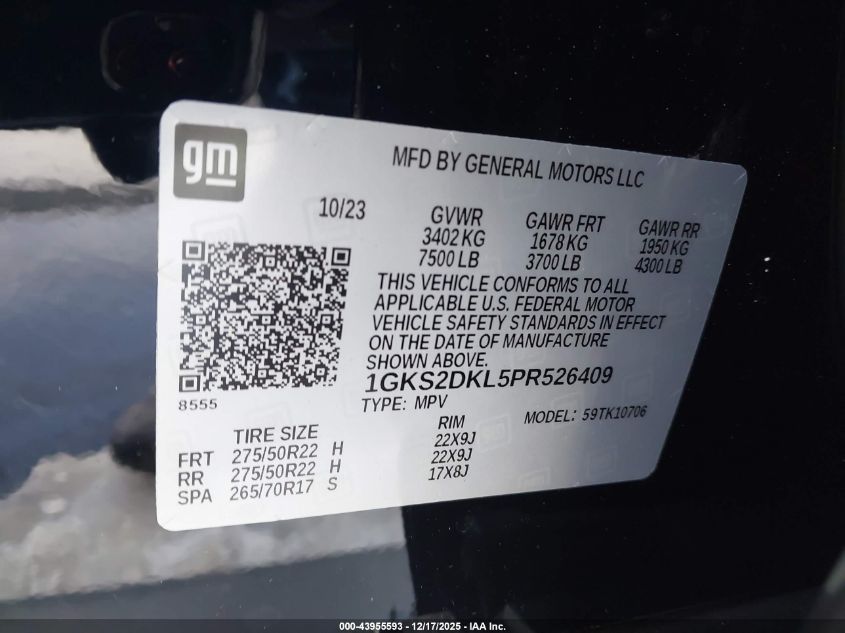 gm
MFD BY GENERAL MOTORS LLC
10/23
GVWR GAWR FRT GAWR RR
3402 KG 1678 KG 1950 KG
7500 LB 3700 LB 4300 LB
THIS VEHICLE CONFORMS TO ALL
APPLICABLE U.S. FEDERAL MOTOR
VEHICLE SAFETY STANDARDS IN EFFECT
ON THE DATE OF MANUFACTURE
SHOWN ABOVE.
1GKS2DKL5PR526409
8555
TYPE: MPV MODEL: 59TK10706
TIRE SIZE RIM
FRT 275/50R22 H 22X9J
RR 275/50R22 H 22X9J
SPA 265/70R17 S 17X8J
000-43955593 - 12/17/2025 - IAA Inc.